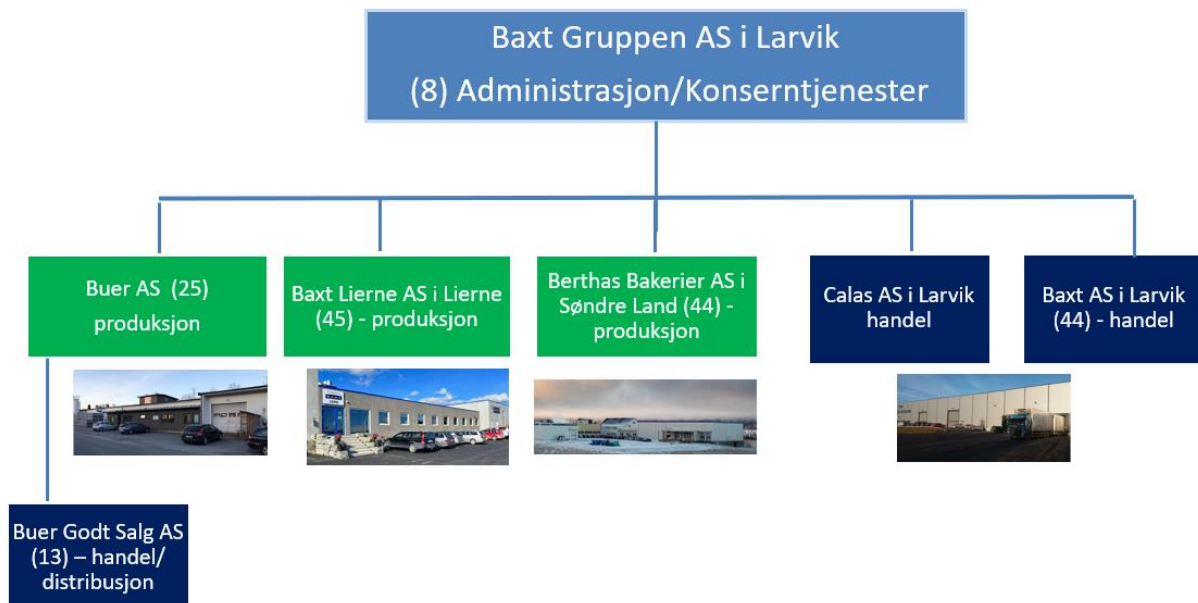 Baxt Gruppen AS i Larvik
(8) Administrasjon/Konserntjenester
Buer AS (25)
produksjon
Baxt Lierne AS i Lierne
(45) - produksjon
Berthas Bakerier AS i
Søndre Land (44) -
produksjon
Calas AS i Larvik
handel
Baxt AS i Larvik
(44) - handel
Buer Godt Salg AS
(13) – handel/
distribusjon